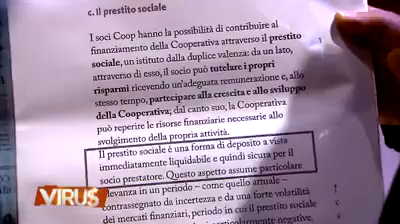 c. Il prestito sociale
I soci Coop hanno la possibilità di contribuire al
finanziamento della Cooperativa attraverso il prestito
sociale, un istituto dalla duplice valenza: da un lato,
attraverso di esso, il socio può tutelare i propri
risparmi ricevendo un'adeguata remunerazione e, allo
stesso tempo, partecipare alla crescita e allo sviluppo
della Cooperativa; dal canto suo, la Cooperativa
può reperire le risorse finanziarie necessarie allo
svolgimento della propria attività.
Il prestito sociale è una forma di deposito a vista
immediatamente liquidabile e quindi sicura per il
socio prestatore. Questo aspetto assume particolare
rilevanza in un periodo – come quello attuale –
contrassegnato da incertezza e da una forte volatilità
dei mercati finanziari, periodo in cui il prestito sociale
particolarmente negative.
VIRUS